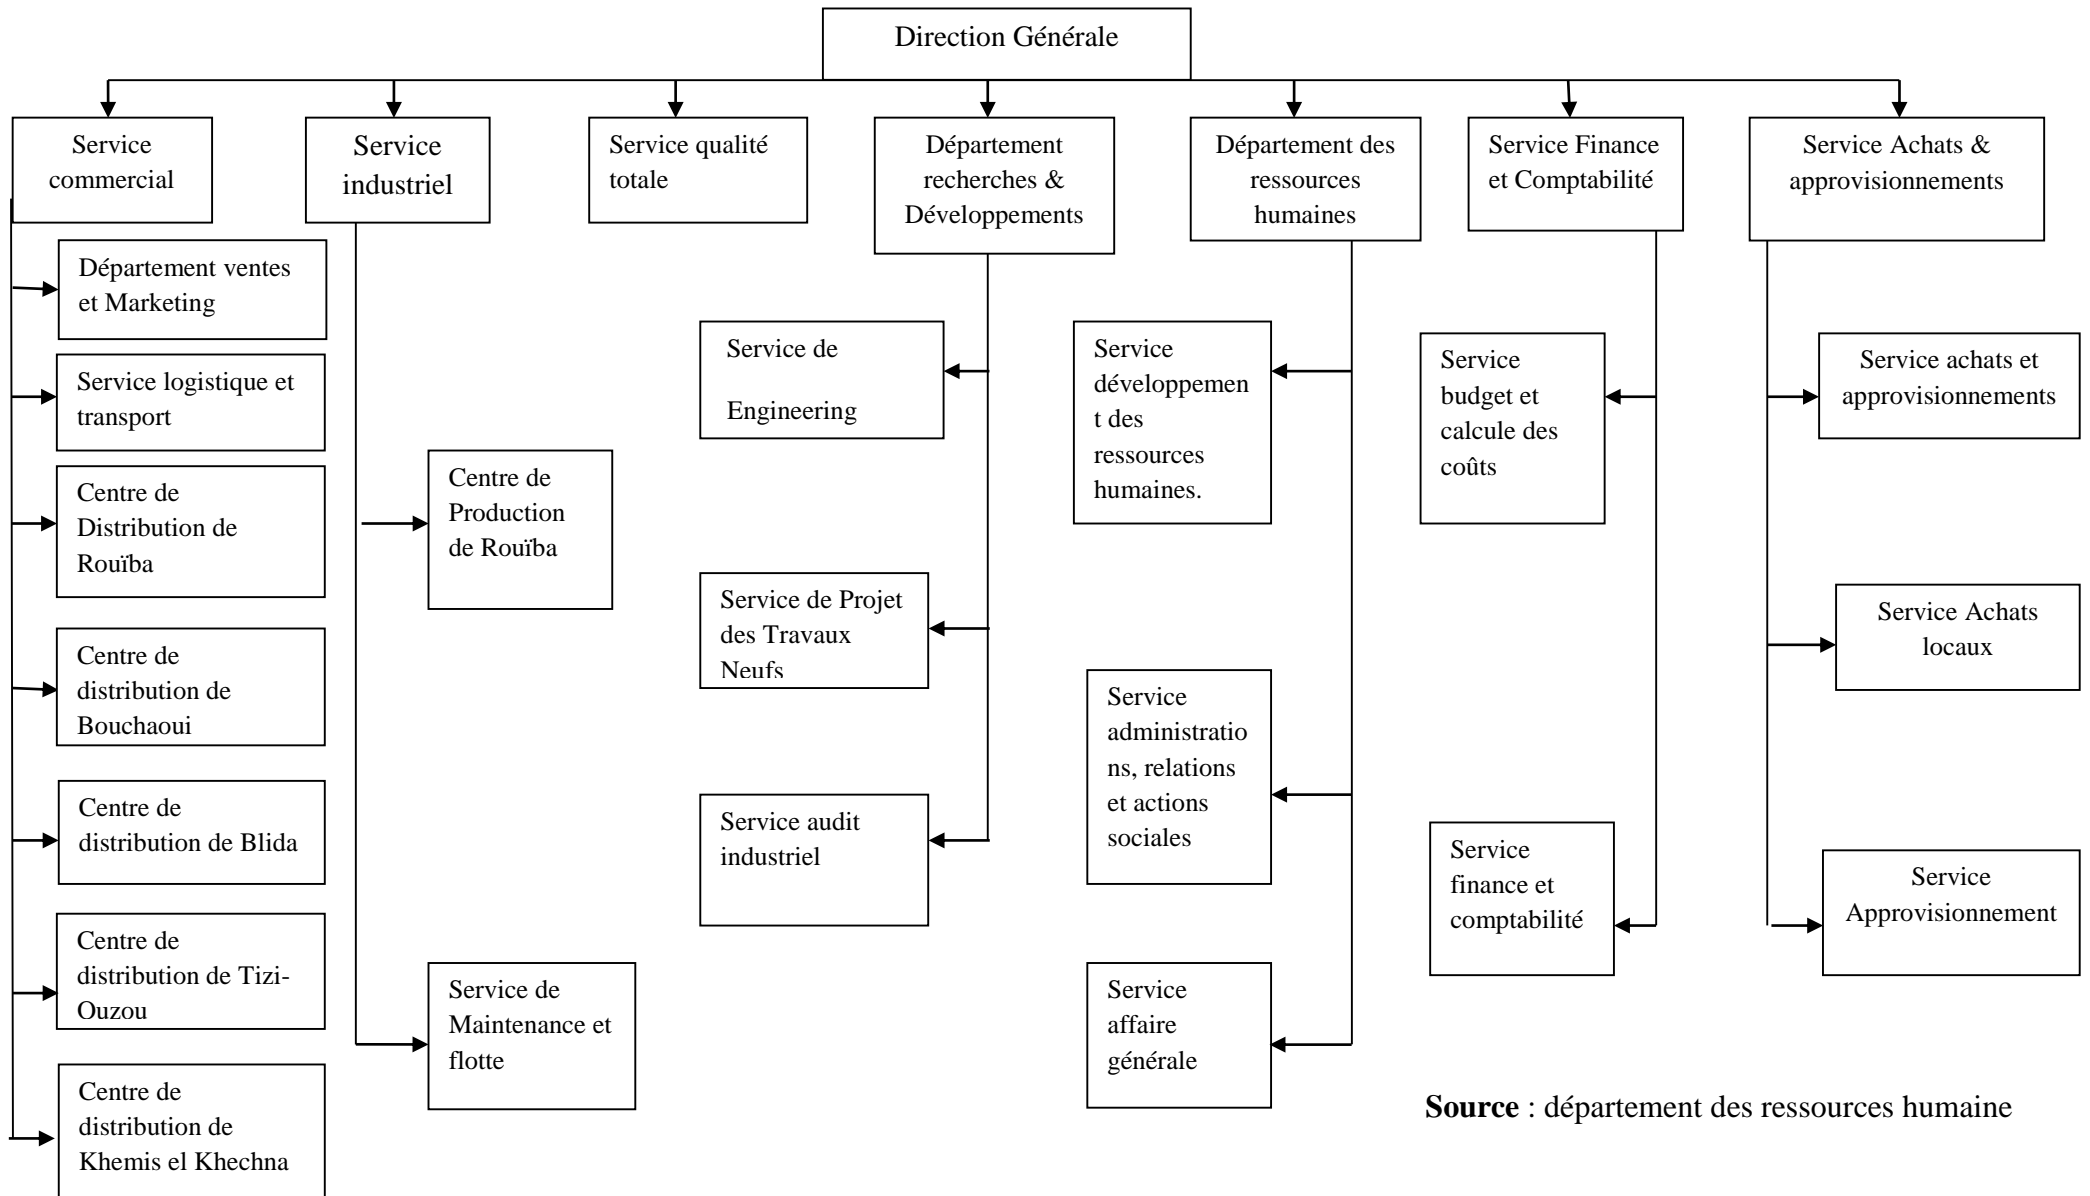 Direction Générale
Service
commercial
Service
industriel
Service qualité
totale
Département
recherches &
Développements
Département des
ressources
humaines
Service Finance
et Comptabilité
Service Achats &
approvisionnements
Département ventes
et Marketing
Service logistique et
transport
Centre de
Distribution de
Rouïba
Centre de
distribution de
Bouchaoui
Centre de
distribution de Blida
Centre de
distribution de Tizi-
Ouzou
Centre de
distribution de
Khemis el Khechna
Centre de
Production
de Rouïba
Service de
Maintenance et
flotte
Service de
Engineering
Service de Projet
des Travaux
Neufs
Service audit
industriel
Service
développemen
t des
ressources
humaines.
Service
administratio
ns, relations
et actions
sociales
Service
affaire
générale
Service
budget et
calcule des
coûts
Service
finance et
comptabilité
Service achats et
approvisionnements
Service Achats
locaux
Service
Approvisionnement
Source : département des ressources humaine